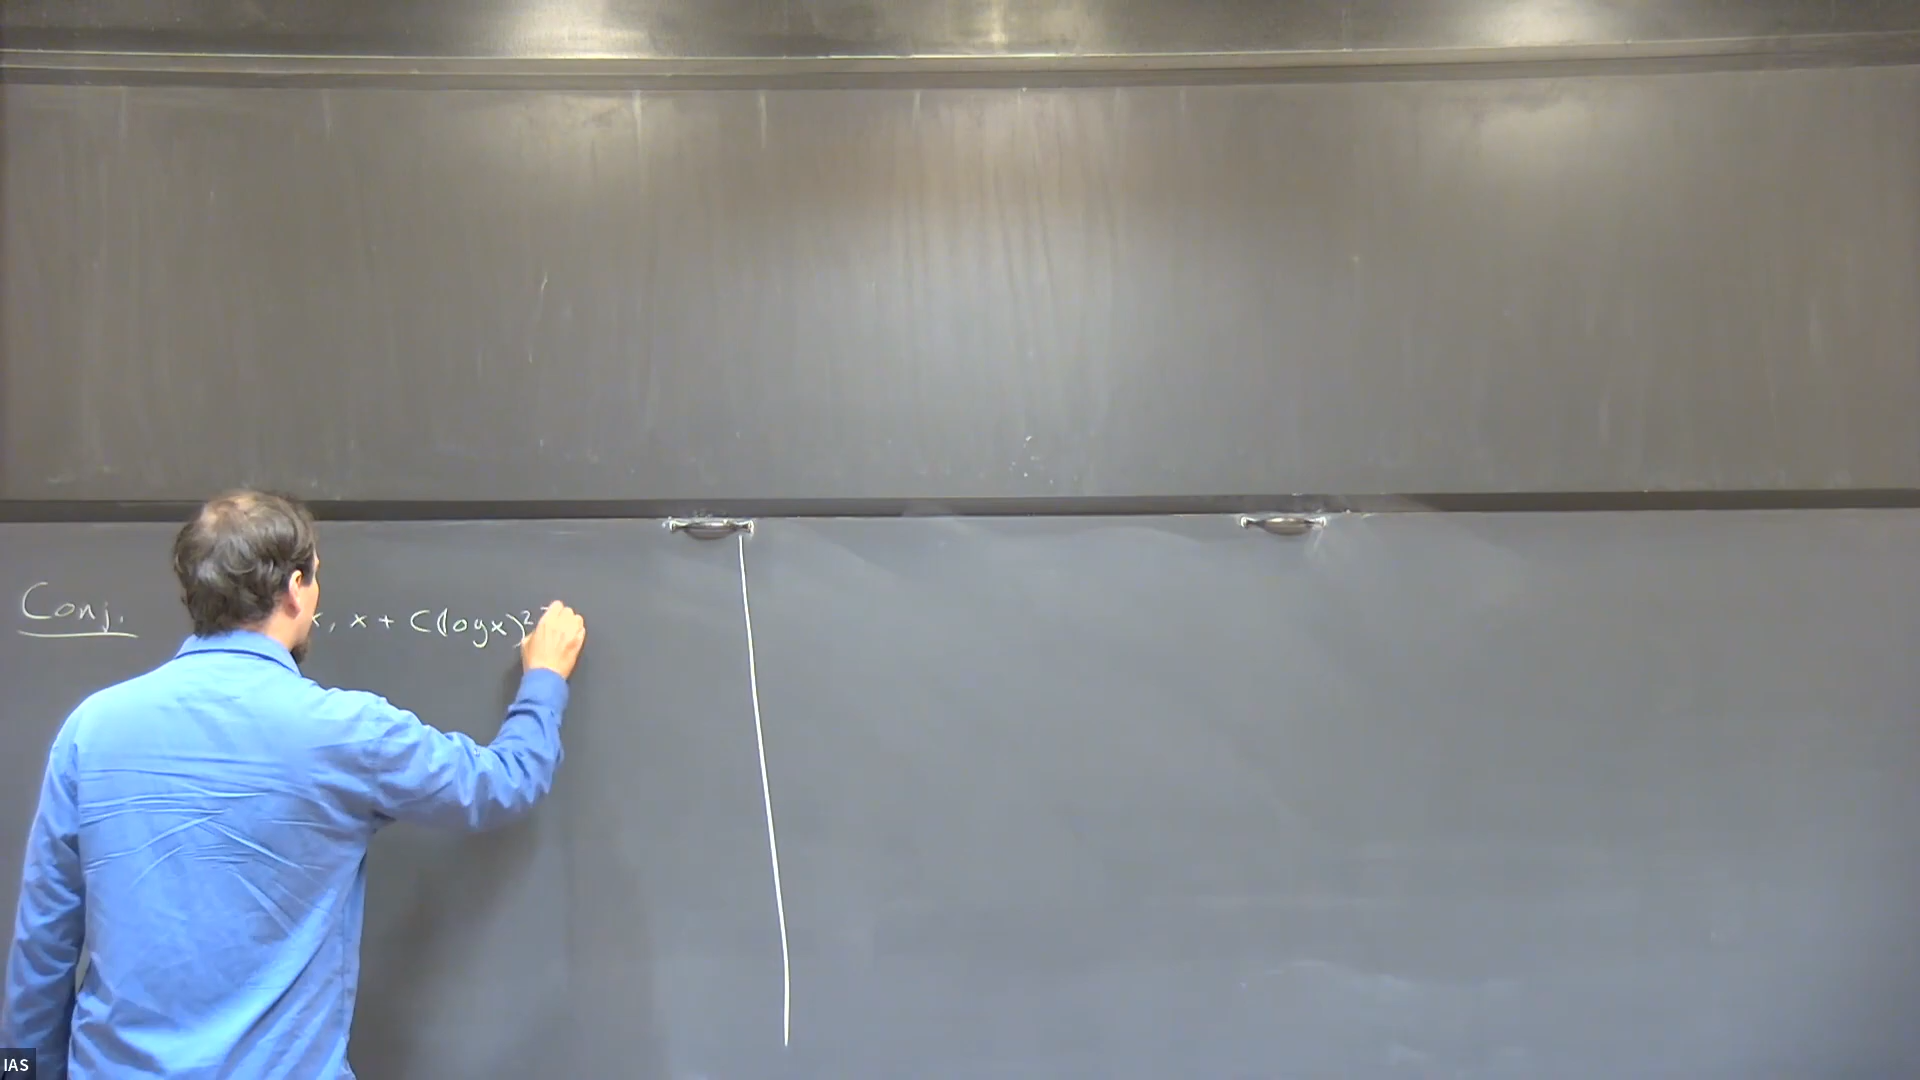 Conj. x, x + C(log x)²
IAS